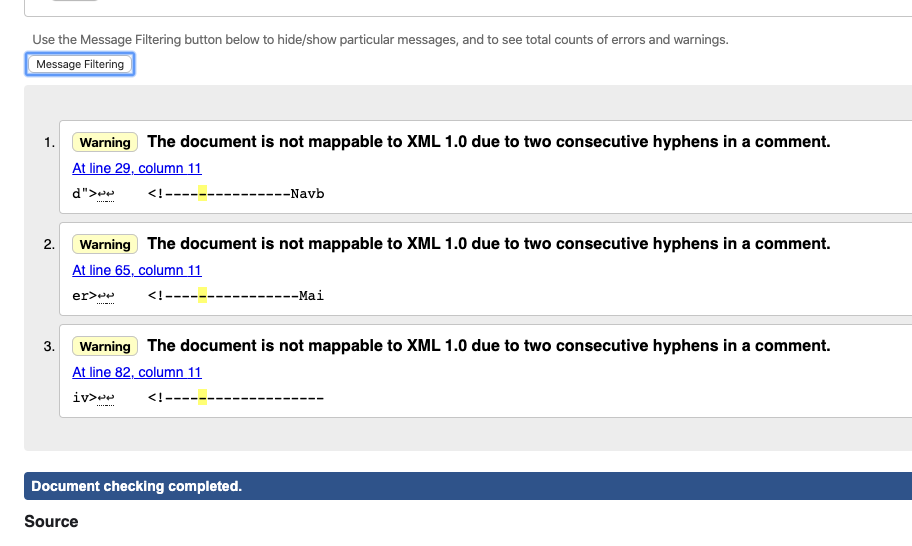 Use the Message Filtering button below to hide/show particular messages, and to see total counts of errors and warnings.
Message Filtering
1. Warning The document is not mappable to XML 1.0 due to two consecutive hyphens in a comment.
At line 29, column 11
d">↩↩    <!---------------Navb
2. Warning The document is not mappable to XML 1.0 due to two consecutive hyphens in a comment.
At line 65, column 11
er>↩↩    <!----------------Mai
3. Warning The document is not mappable to XML 1.0 due to two consecutive hyphens in a comment.
At line 82, column 11
iv>↩↩    <!-------------------
Document checking completed.
Source